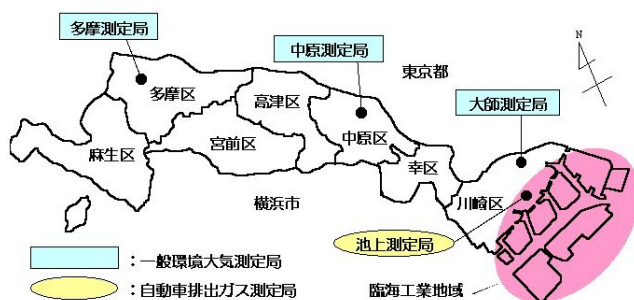 多摩測定局
中原測定局
N
東京都
大師測定局
多摩区
高津区
中原区
麻生区
宮前区
幸区
川崎区
横浜市
池上測定局
：一般環境大気測定局
：自動車排出ガス測定局
臨海工業地域